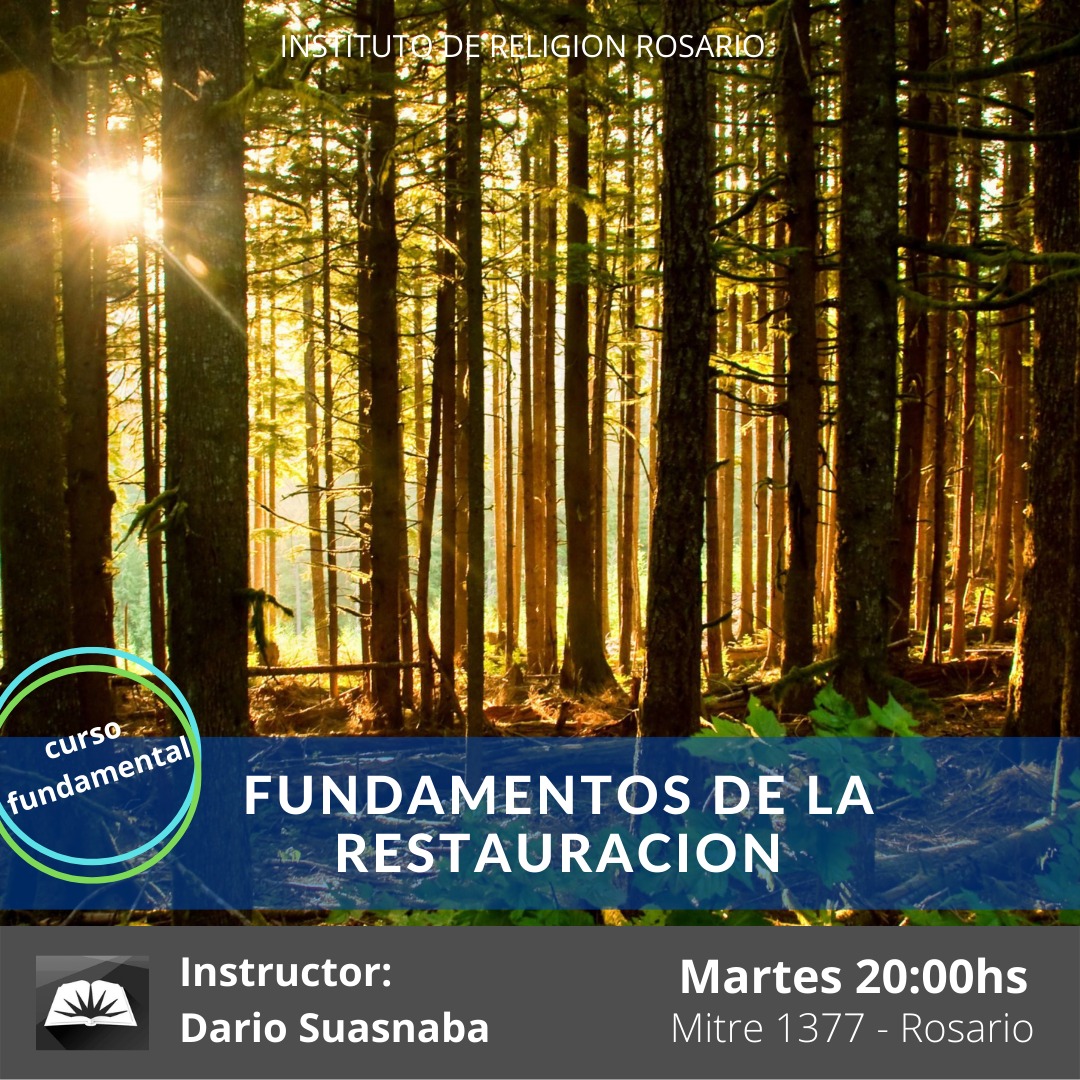 INSTITUTO DE RELIGION ROSARIO
curso
fundamental
FUNDAMENTOS DE LA
RESTAURACION
Instructor:
Dario Suasnaba
Martes 20:00hs
Mitre 1377 - Rosario